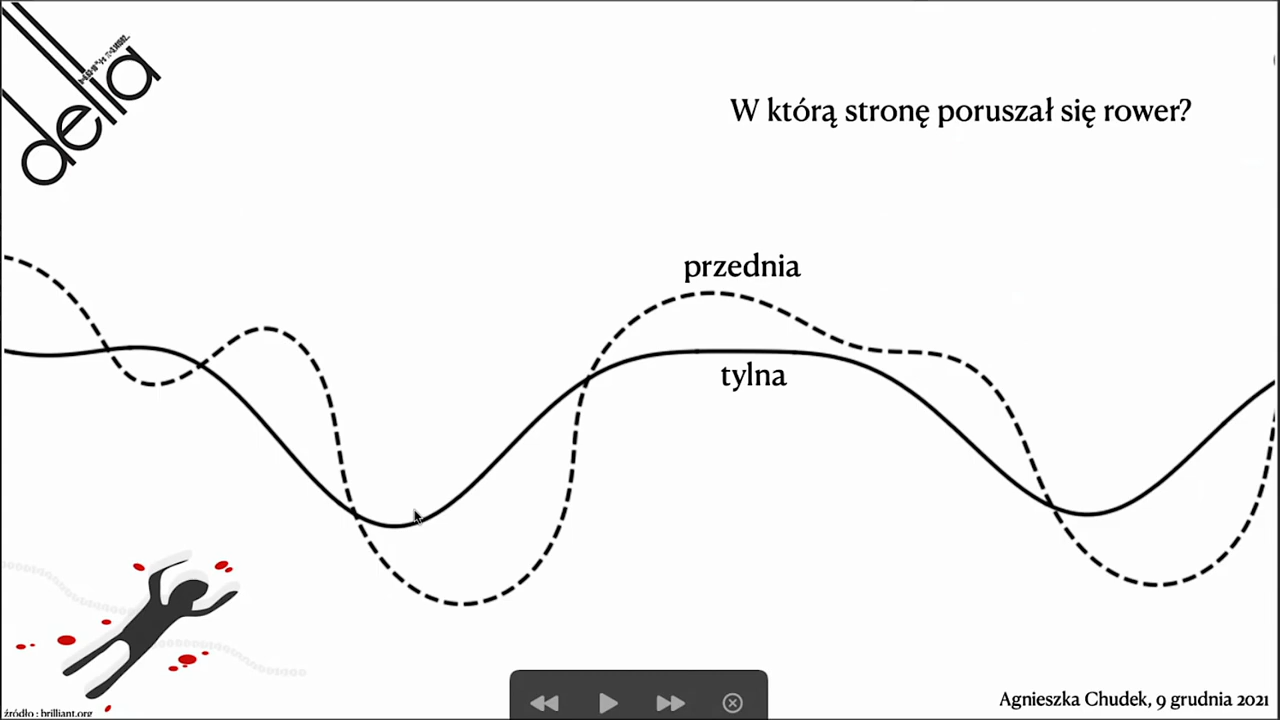 delta
W którą stronę poruszał się rower?
przednia
tylna
źródło : brilliant.org
Agnieszka Chudek, 9 grudnia 2021